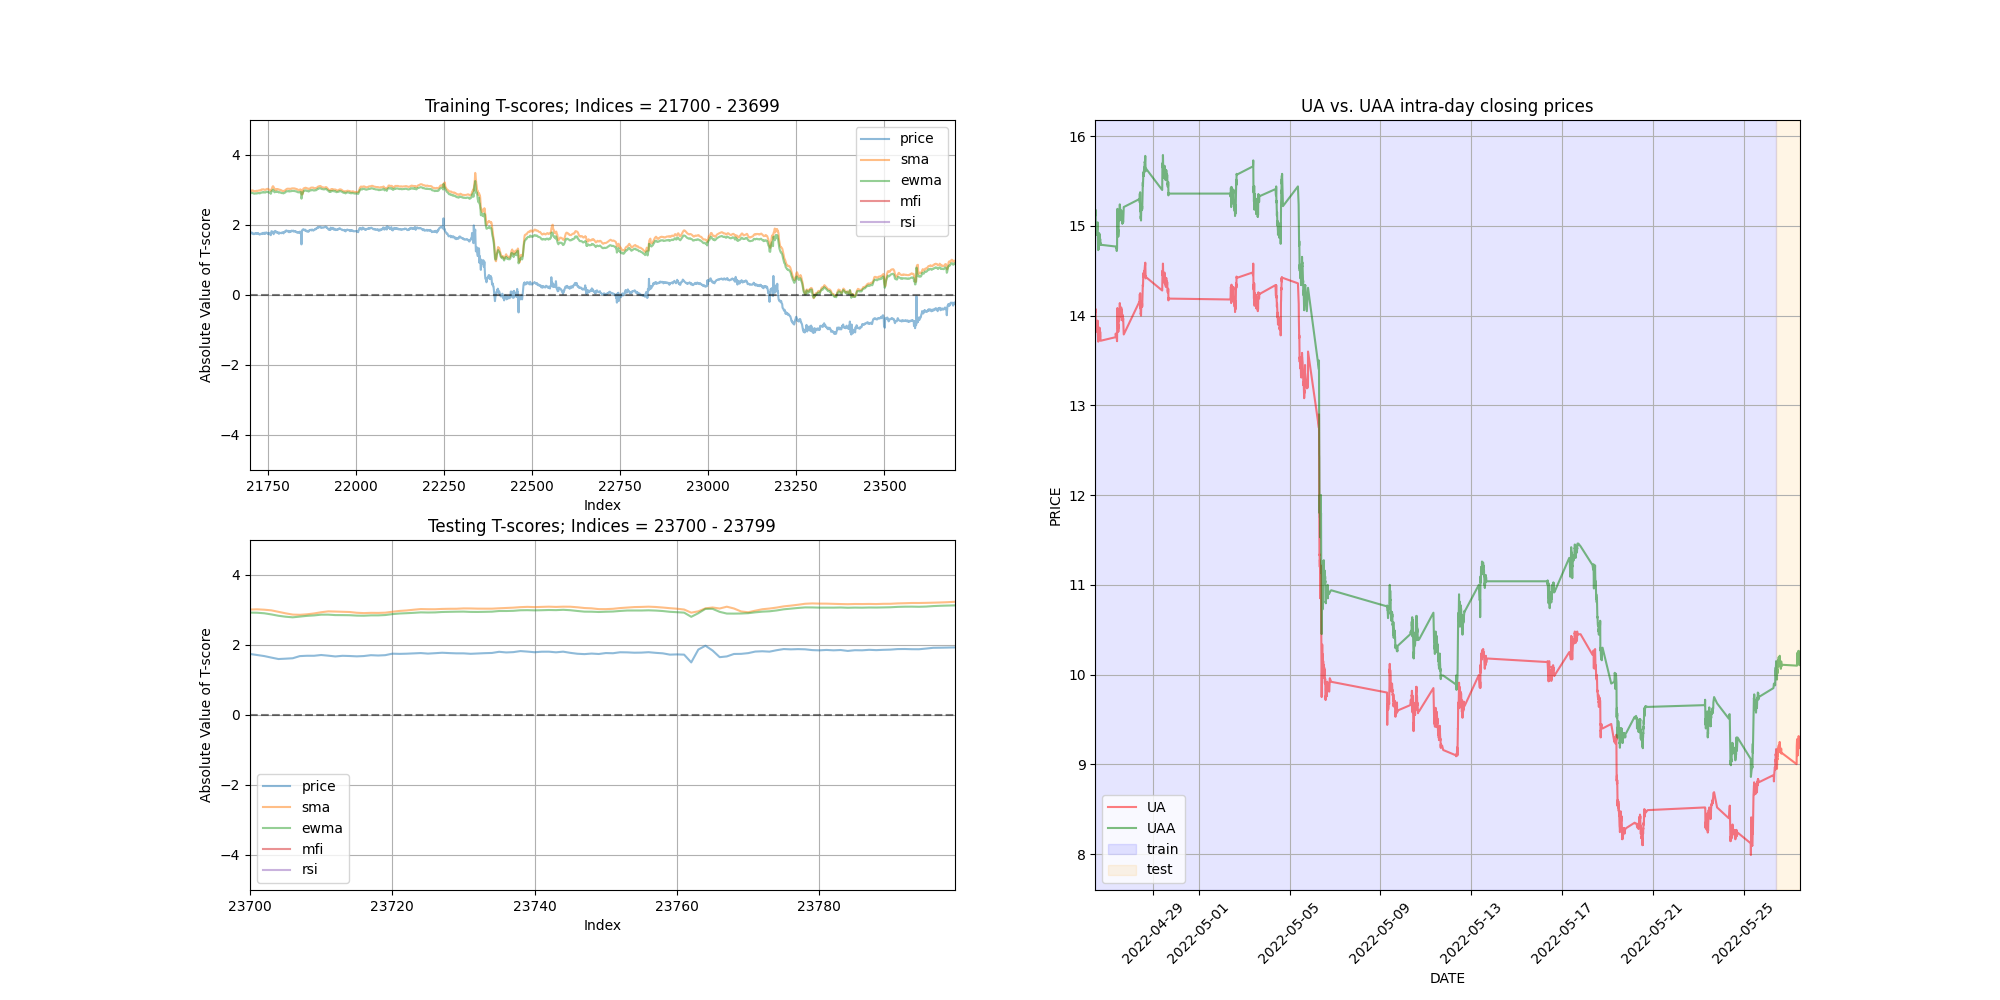 Training T-scores; Indices = 21700 - 23699
4
2
0
−2
−4
Absolute Value of T-score
price
sma
ewma
mfi
rsi
21750 22000 22250 22500 22750 23000 23250 23500
Index
Testing T-scores; Indices = 23700 - 23799
4
2
0
−2
−4
Absolute Value of T-score
price
sma
ewma
mfi
rsi
23700 23720 23740 23760 23780
Index
UA vs. UAA intra-day closing prices
16
15
14
13
12
11
10
9
8
PRICE
UA
UAA
train
test
2022-04-29 2022-05-01 2022-05-05 2022-05-09 2022-05-13 2022-05-17 2022-05-21 2022-05-25
DATE